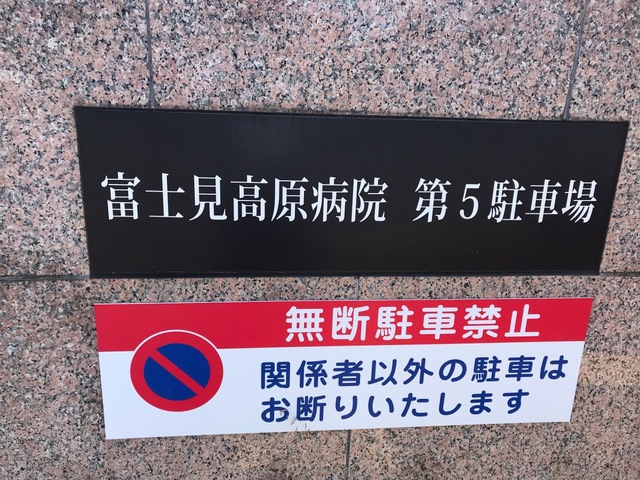 富士見高原病院 第5駐車場
無断駐車禁止
関係者以外の駐車は
お断りいたします